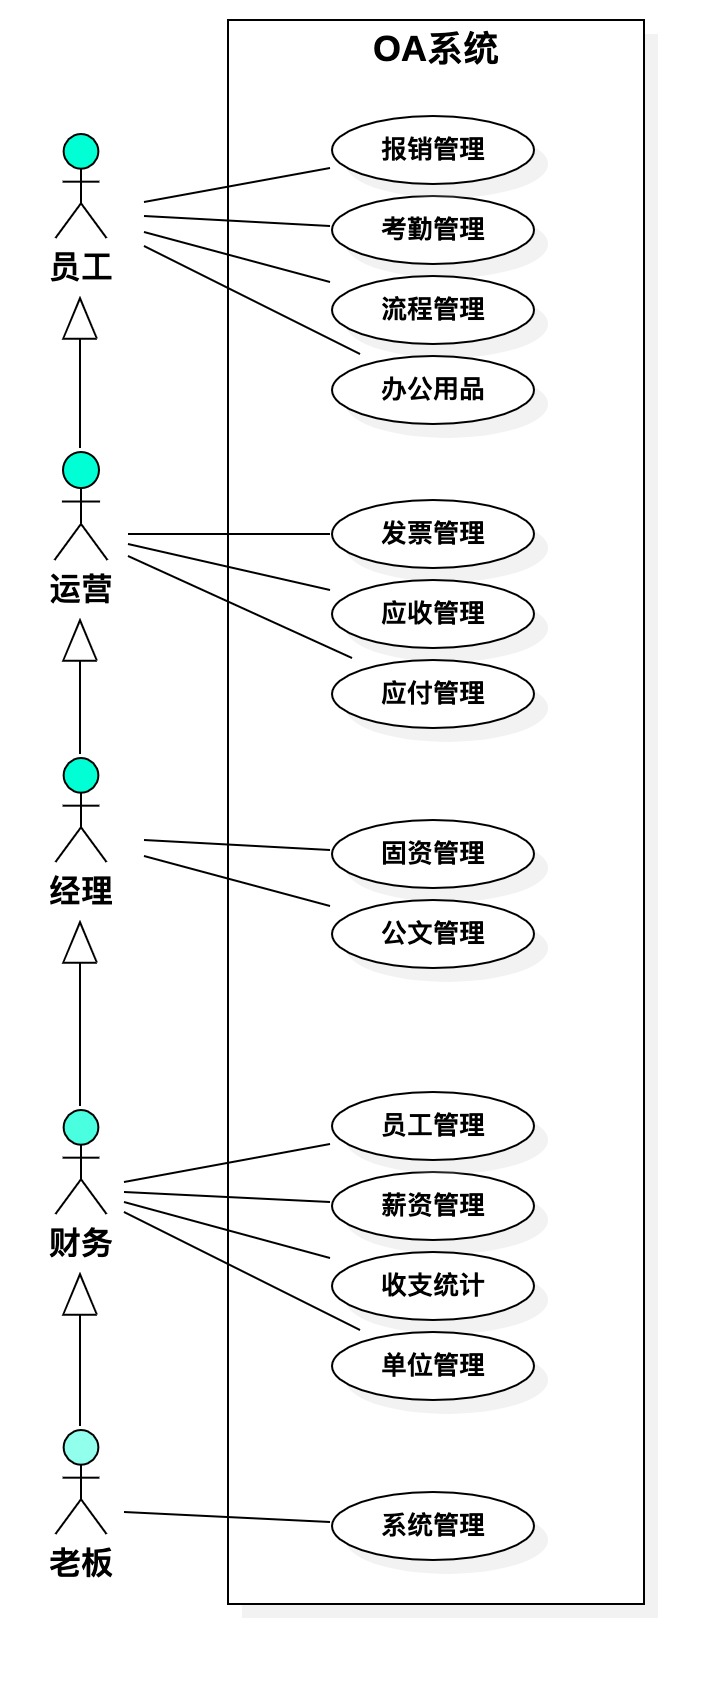 OA系统
员工
报销管理
考勤管理
流程管理
办公用品
运营
发票管理
应收管理
应付管理
经理
固资管理
公文管理
财务
员工管理
薪资管理
收支统计
单位管理
老板
系统管理